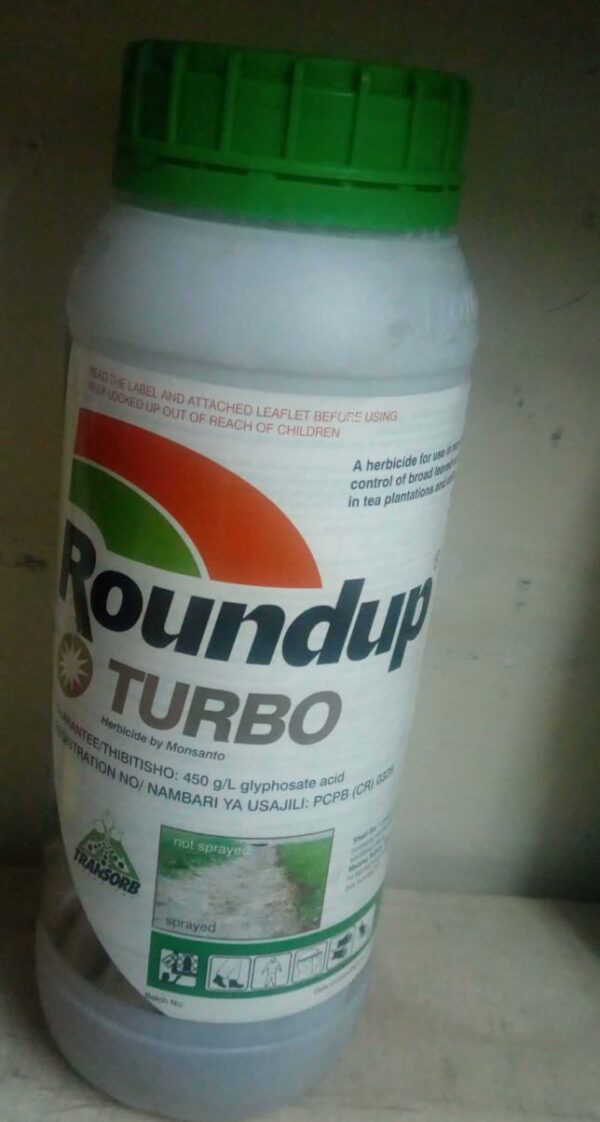 READ THE LABEL AND ATTACHED LEAFLET BEFORE USING
KEEP LOCKED UP OUT OF REACH OF CHILDREN
A herbicide for use in
control of broad leaved
in tea plantations and
Roundup
TURBO
Herbicide by Monsanto
GUARANTEE/THIBITISHO: 450 g/L glyphosate acid
REGISTRATION NO/ NAMBARI YA USAJILI: PCPB (CR)
TRANSORB
not sprayed
sprayed
Batch No: